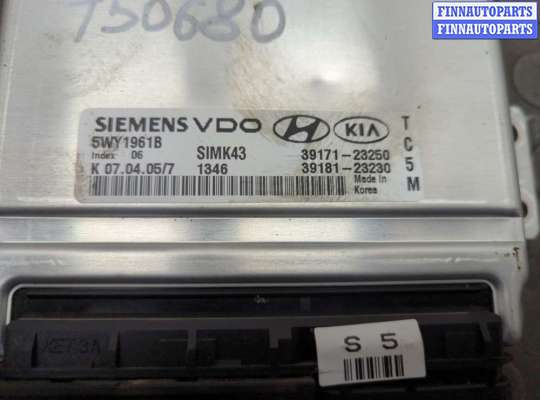 FINNAUTOPARTS
FINNAUTOPARTS
750680
SIEMENS VDO KIA
5WY1961B
Index 06 SIMK43 39171-23250
K 07.04.05/7 1346 39181-23230
Made in
Korea
TC5M
S 5